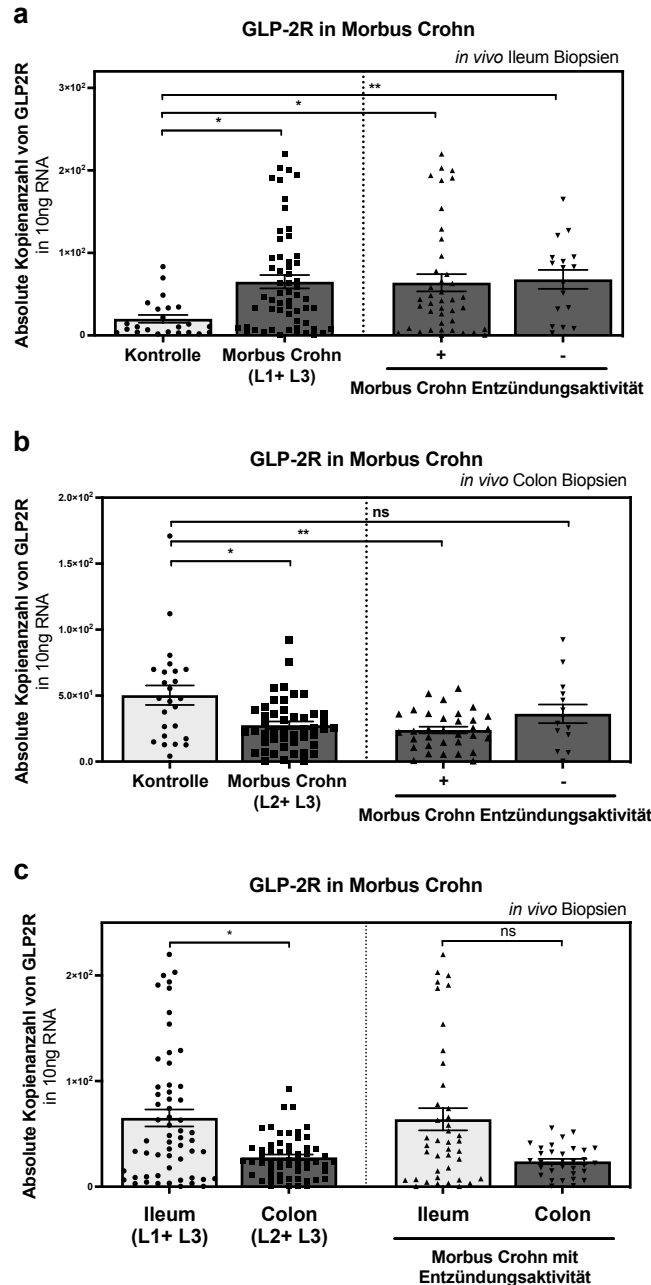 a
GLP-2R in Morbus Crohn
in vivo Ileum Biopsien
Absolute Kopienanzahl von GLP2R
in 10ng RNA
3×10²
2×10²
1×10²
0
*
*
**
Kontrolle
Morbus Crohn
(L1+ L3)
+
-
Morbus Crohn Entzündungsaktivität
b
GLP-2R in Morbus Crohn
in vivo Colon Biopsien
Absolute Kopienanzahl von GLP2R
in 10ng RNA
2.0×10²
1.5×10²
1.0×10²
5.0×10¹
0.0
ns
**
*
Kontrolle
Morbus Crohn
(L2+ L3)
+
-
Morbus Crohn Entzündungsaktivität
c
GLP-2R in Morbus Crohn
in vivo Biopsien
Absolute Kopienanzahl von GLP2R
in 10ng RNA
2×10²
1×10²
0
*
ns
Ileum
(L1+ L3)
Colon
(L2+ L3)
Ileum
Colon
Morbus Crohn mit
Entzündungsaktivität